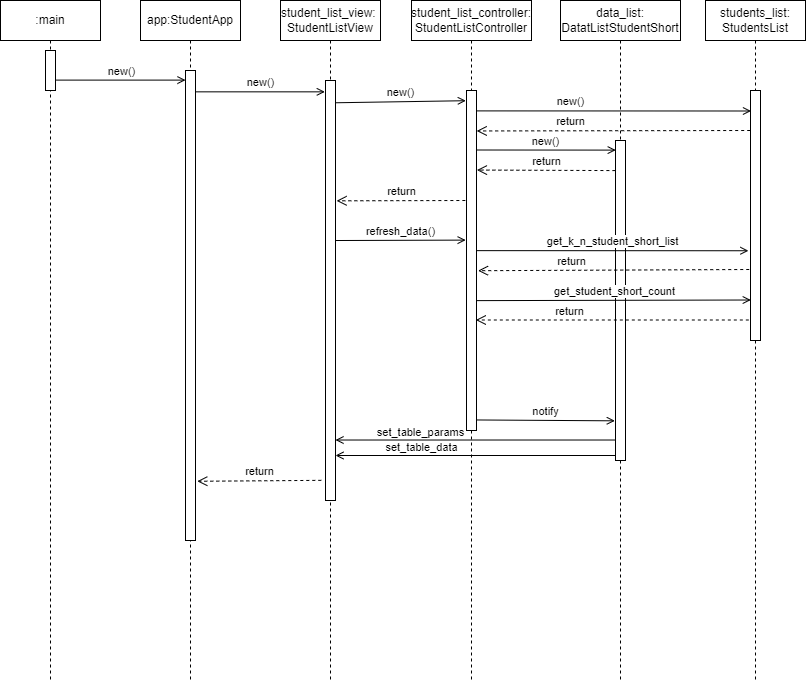 :main
app:StudentApp
student_list_view:
StudentListView
student_list_controller:
StudentListController
data_list:
DatatListStudentShort
students_list:
StudentsList
new()
new()
new()
new()
return
new()
return
return
refresh_data()
get_k_n_student_short_list
return
get_student_short_count
return
notify
set_table_params
set_table_data
return